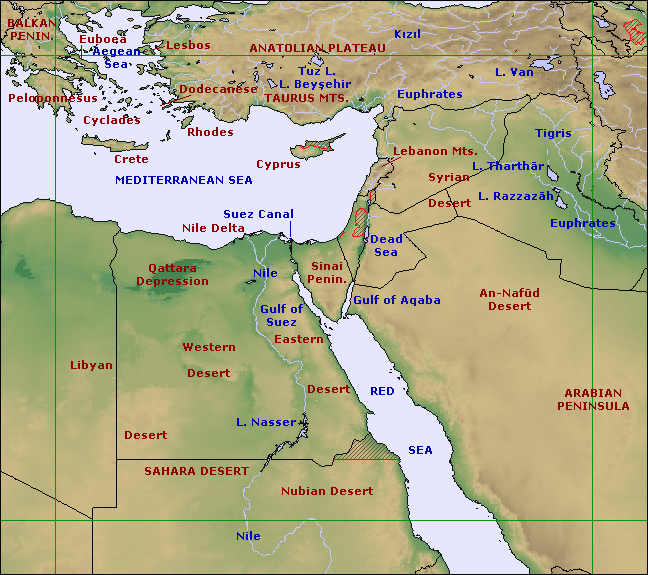 BALKAN
PENIN.
Euboea
Aegean
Sea
Lesbos
ANATOLIAN PLATEAU
Kızıl
Tuz L.
L. Van
L. Beyşehir
Dodecanese
TAURUS MTS.
Euphrates
Peloponnesus
Cyclades
Rhodes
Tigris
Crete
Cyprus
Lebanon Mts.
L. Tharthār
Syrian
MEDITERRANEAN SEA
L. Razzazāh
Desert
Suez Canal
Nile Delta
Euphrates
Dead
Sea
Qattara
Depression
Nile
Sinai
Penin.
An-Nafūd
Desert
Gulf of Aqaba
Gulf of
Suez
Eastern
Western
Libyan
Desert
Desert
RED
ARABIAN
PENINSULA
L. Nasser
Desert
SEA
SAHARA DESERT
Nubian Desert
Nile